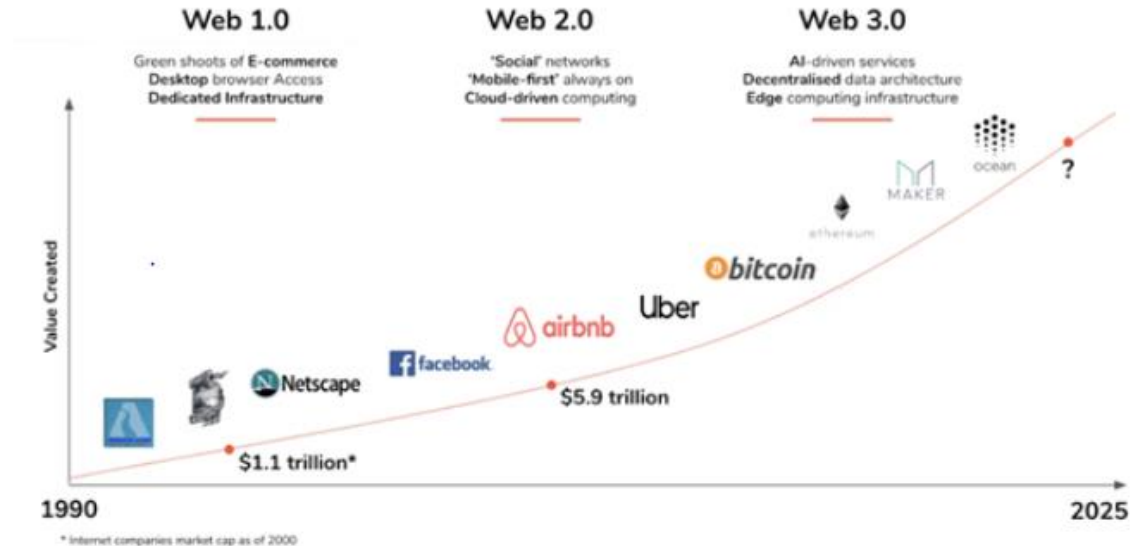 Web 1.0
Green shoots of E-commerce
Desktop browser Access
Dedicated Infrastructure
Web 2.0
'Social' networks
'Mobile-first' always on
Cloud-driven computing
Web 3.0
AI-driven services
Decentralised data architecture
Edge computing infrastructure
Value Created
Netscape
facebook
airbnb
Uber
bitcoin
ethereum
MAKER
ocean
?
$1.1 trillion*
$5.9 trillion
1990
2025
* Internet companies market cap as of 2000